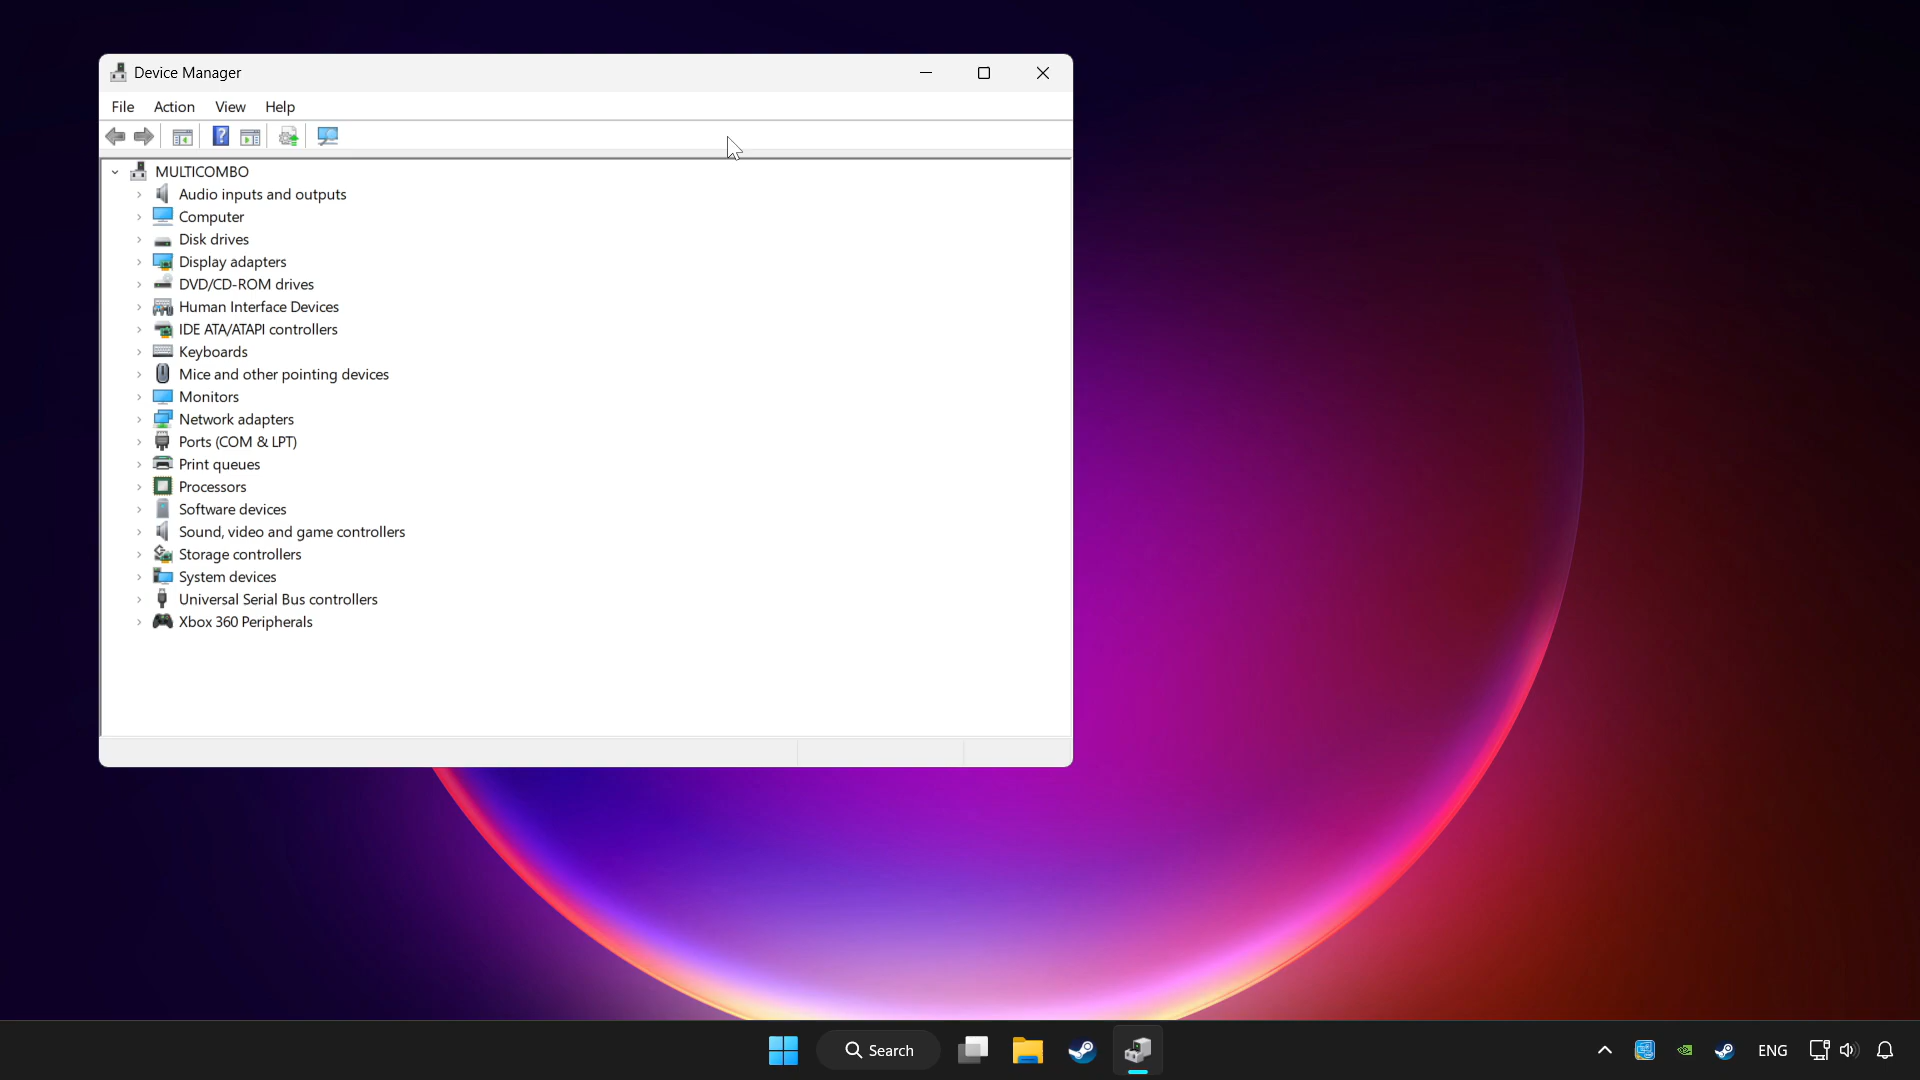 Device Manager
File Action View Help
MULTICOMBO
Audio inputs and outputs
Computer
Disk drives
Display adapters
DVD/CD-ROM drives
Human Interface Devices
IDE ATA/ATAPI controllers
Keyboards
Mice and other pointing devices
Monitors
Network adapters
Ports (COM & LPT)
Print queues
Processors
Software devices
Sound, video and game controllers
Storage controllers
System devices
Universal Serial Bus controllers
Xbox 360 Peripherals
Search
ENG